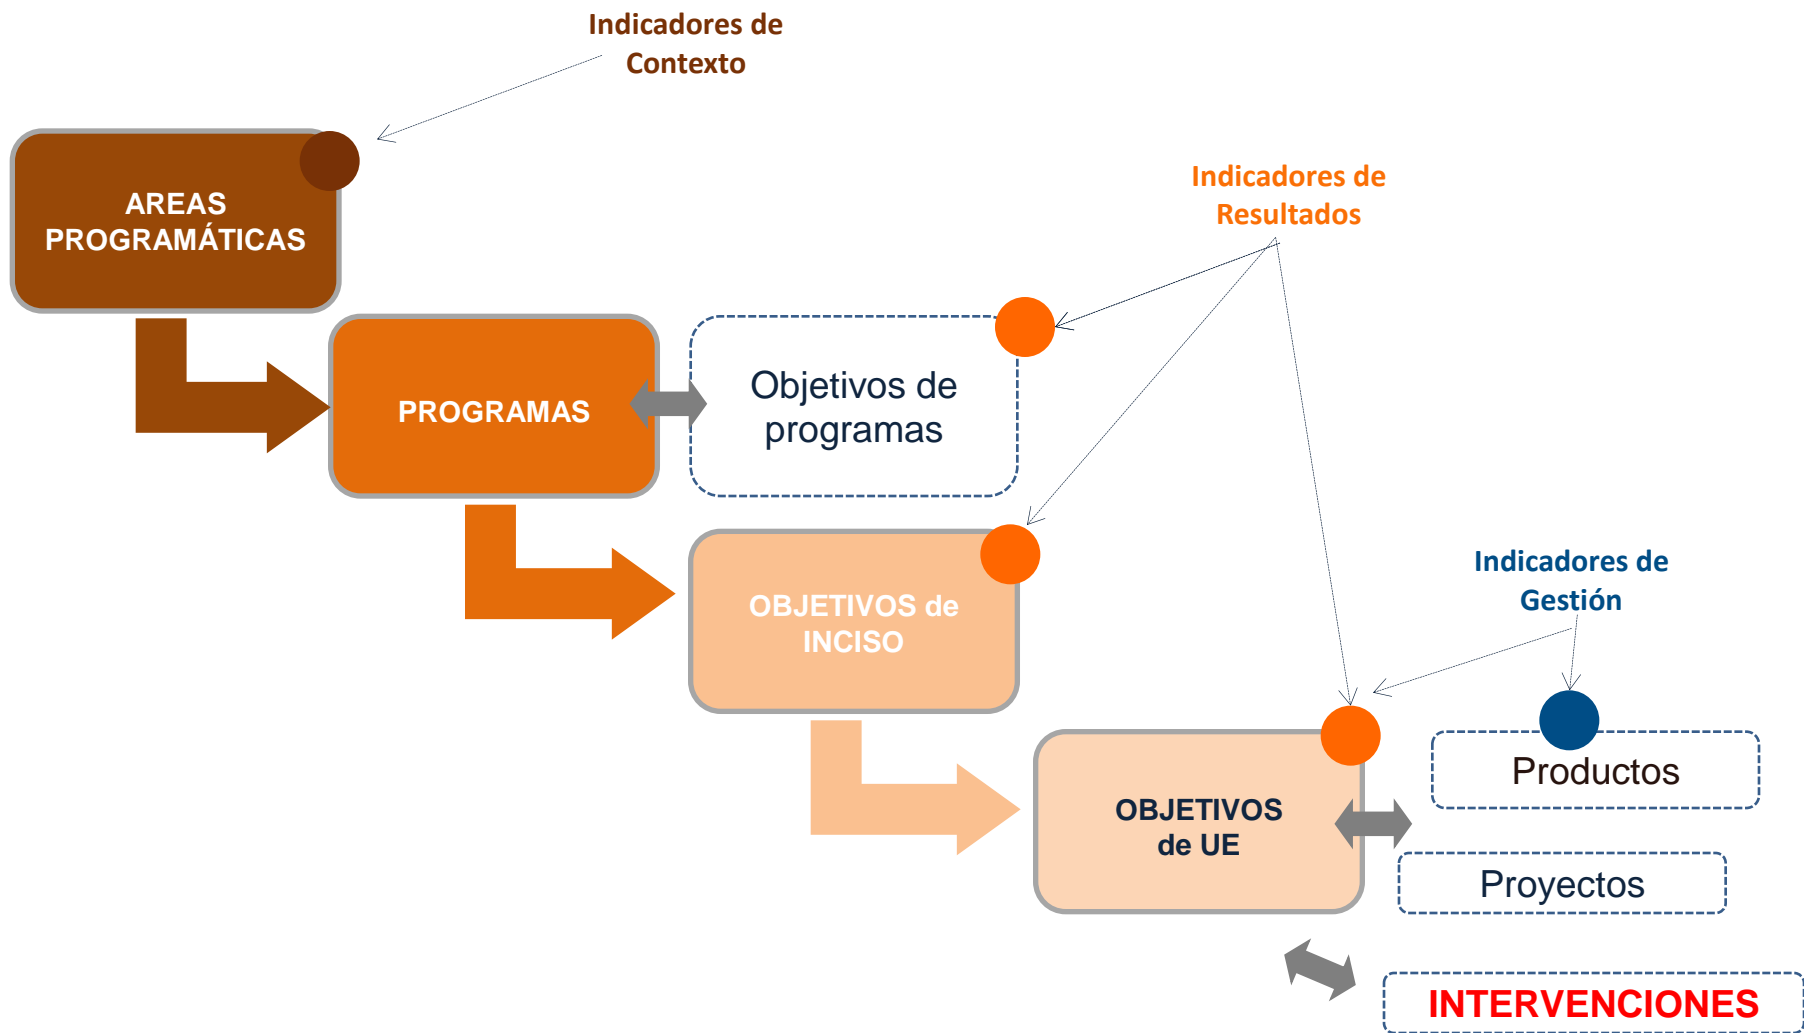 Indicadores de
Contexto
AREAS
PROGRAMÁTICAS
Indicadores de
Resultados
PROGRAMAS
Objetivos de
programas
OBJETIVOS de
INCISO
Indicadores de
Gestión
OBJETIVOS
de UE
Productos
Proyectos
INTERVENCIONES